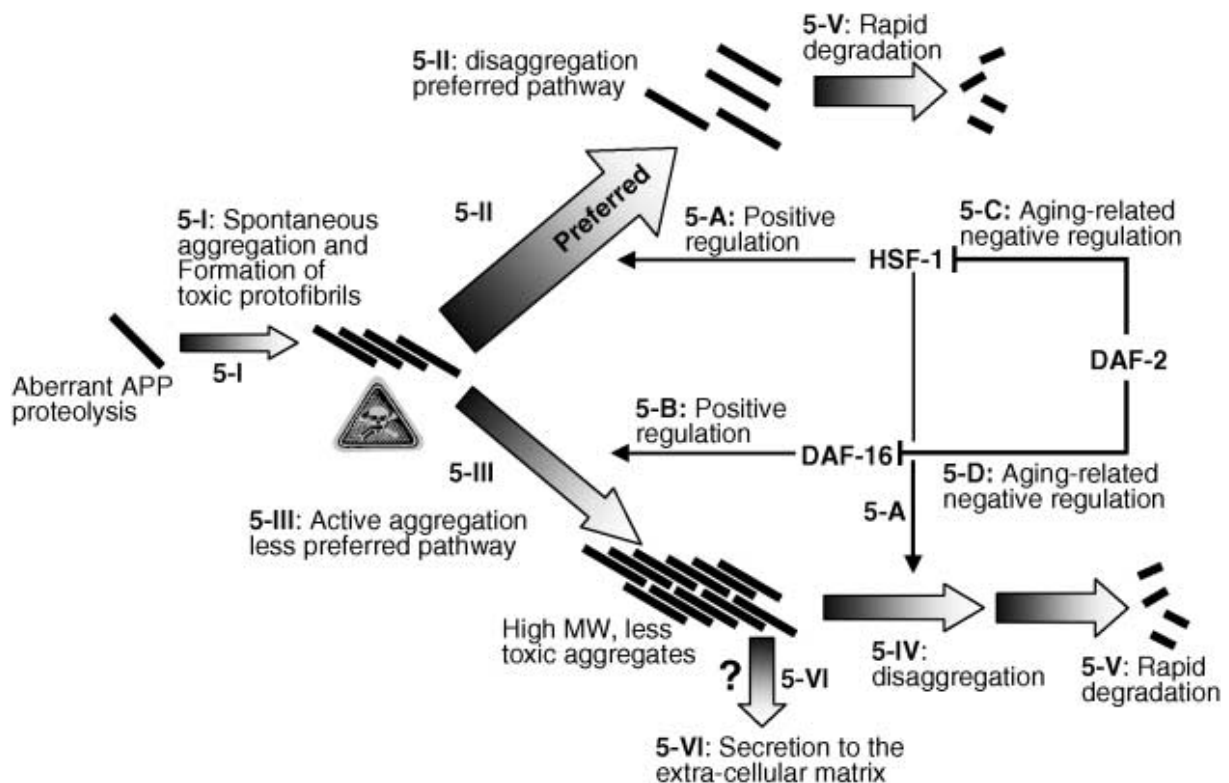 5-V: Rapid
degradation
5-II: disaggregation
preferred pathway
5-II
Preferred
5-I: Spontaneous
aggregation and
Formation of
toxic protofibrils
5-A: Positive
regulation
5-C: Aging-related
negative regulation
HSF-1
5-I
Aberrant APP
proteolysis
DAF-2
5-B: Positive
regulation
DAF-16
5-III
5-D: Aging-related
negative regulation
5-A
5-III: Active aggregation
less preferred pathway
High MW, less
toxic aggregates
?
5-VI
5-IV:
disaggregation
5-V: Rapid
degradation
5-VI: Secretion to the
extra-cellular matrix